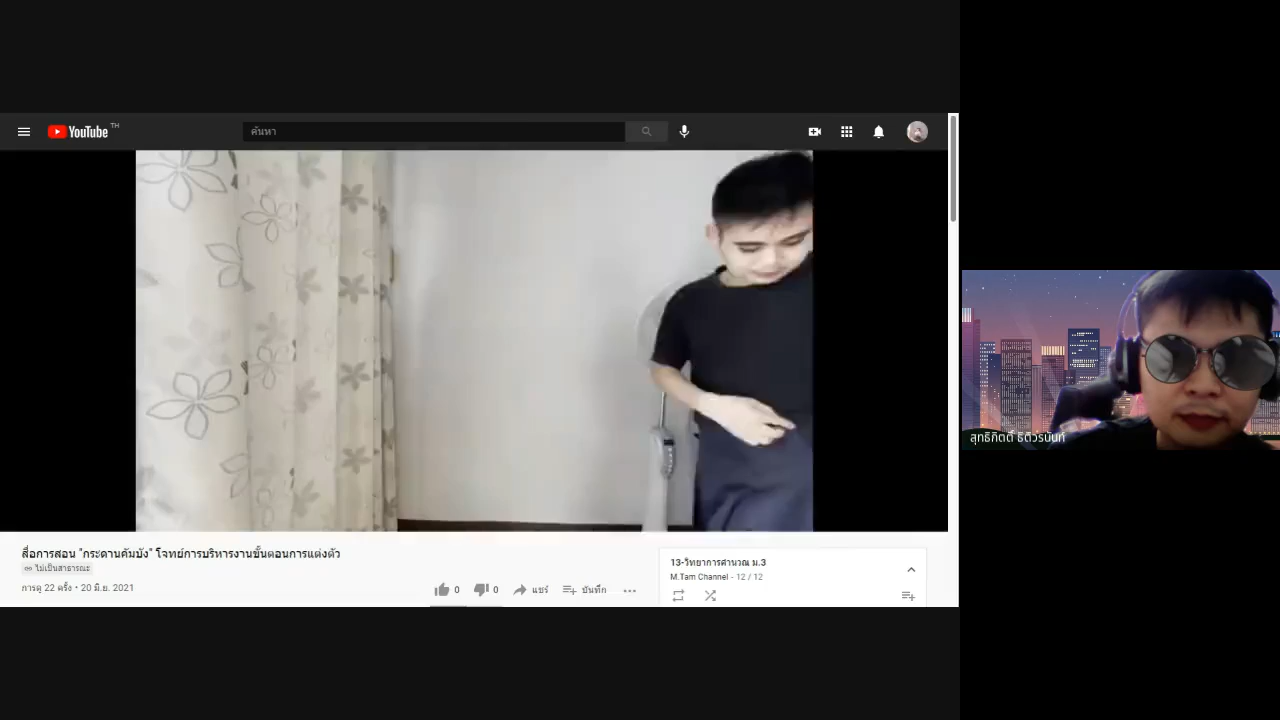 YouTube TH
ค้นหา
สื่อการสอน "กระดานคัมบัง" โจทย์การบริหารงานขั้นตอนการแต่งตัว
ไม่เป็นสาธารณะ
การดู 22 ครั้ง • 20 มิ.ย. 2021
0
0
แชร์
บันทึก
13-วิทยาการคำนวณ ม.3
M.Tam Channel - 12 / 12
สุทธิกิตติ์ ธิติวรนันท์